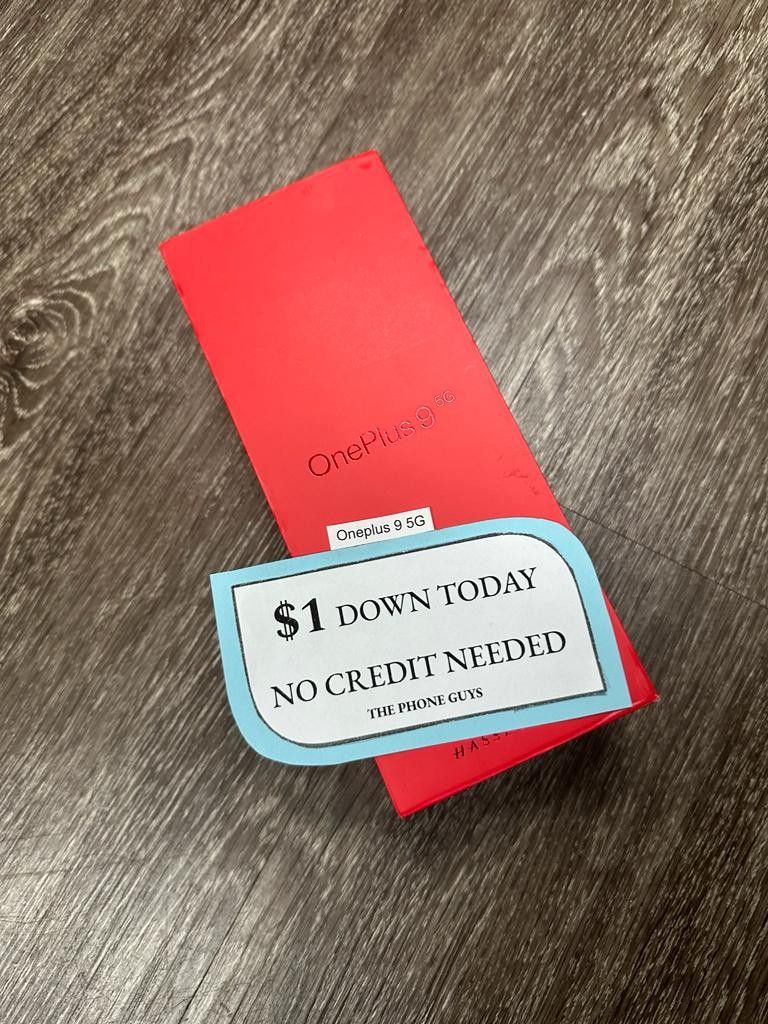 OnePlus 9 5G
Oneplus 9 5G
$1 DOWN TODAY
NO CREDIT NEEDED
THE PHONE GUYS